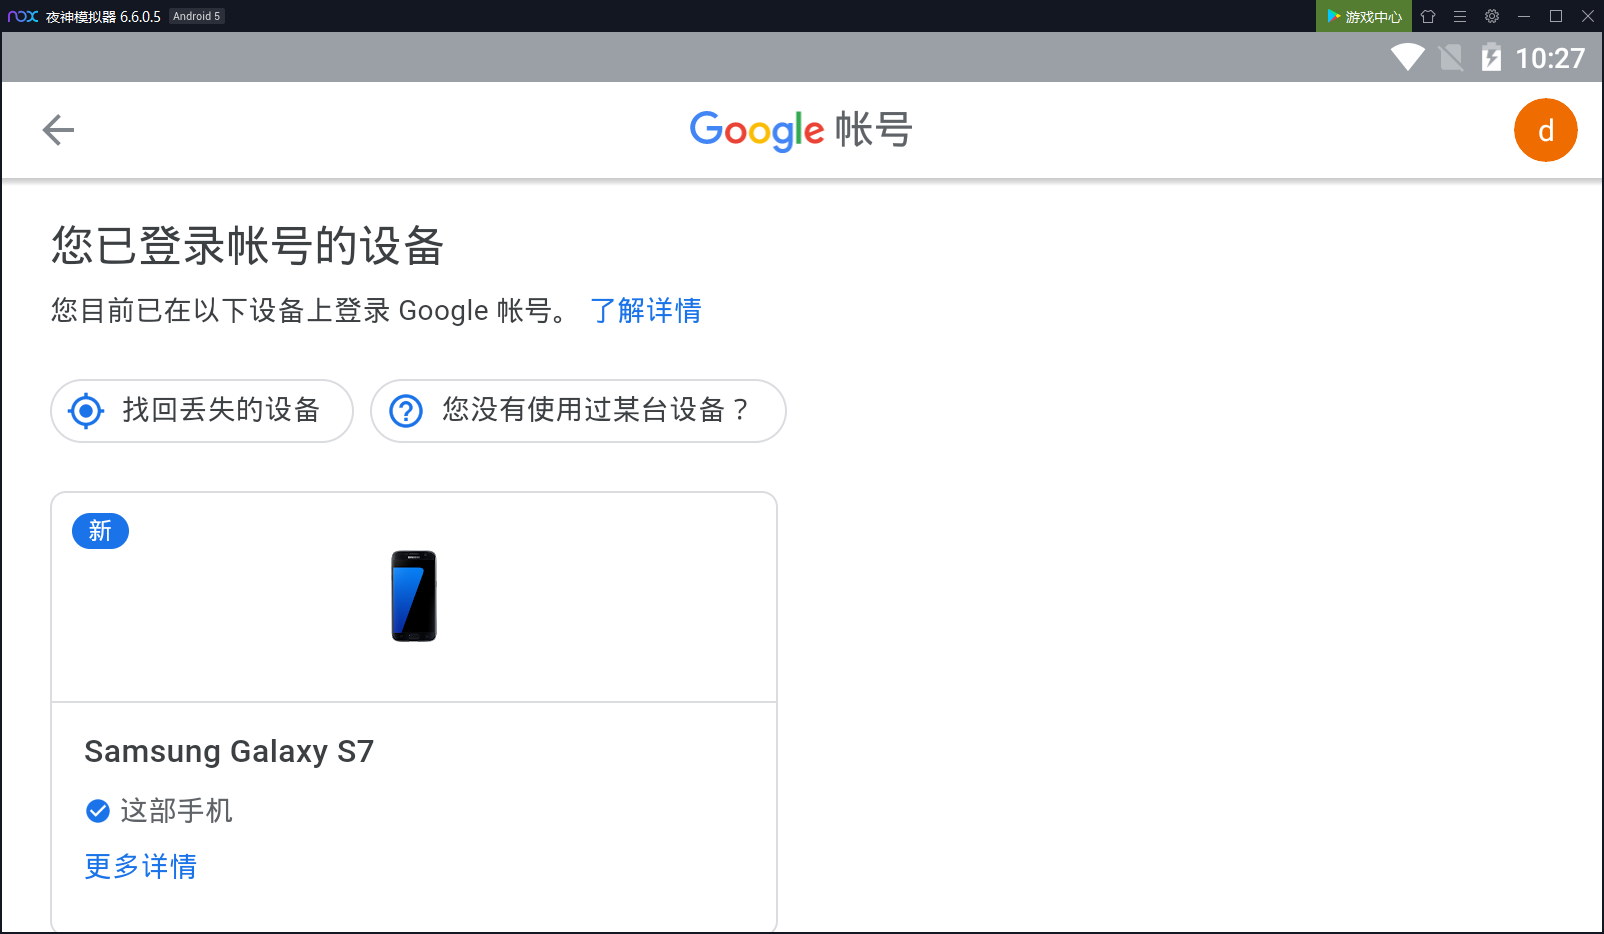 nox 夜神模拟器 6.6.0.5 Android 5 游戏中心
10:27
Google 帐号
d
您已登录帐号的设备
您目前已在以下设备上登录 Google 帐号。 了解详情
找回丢失的设备 您没有使用过某台设备？
新
Samsung Galaxy S7
这部手机
更多详情